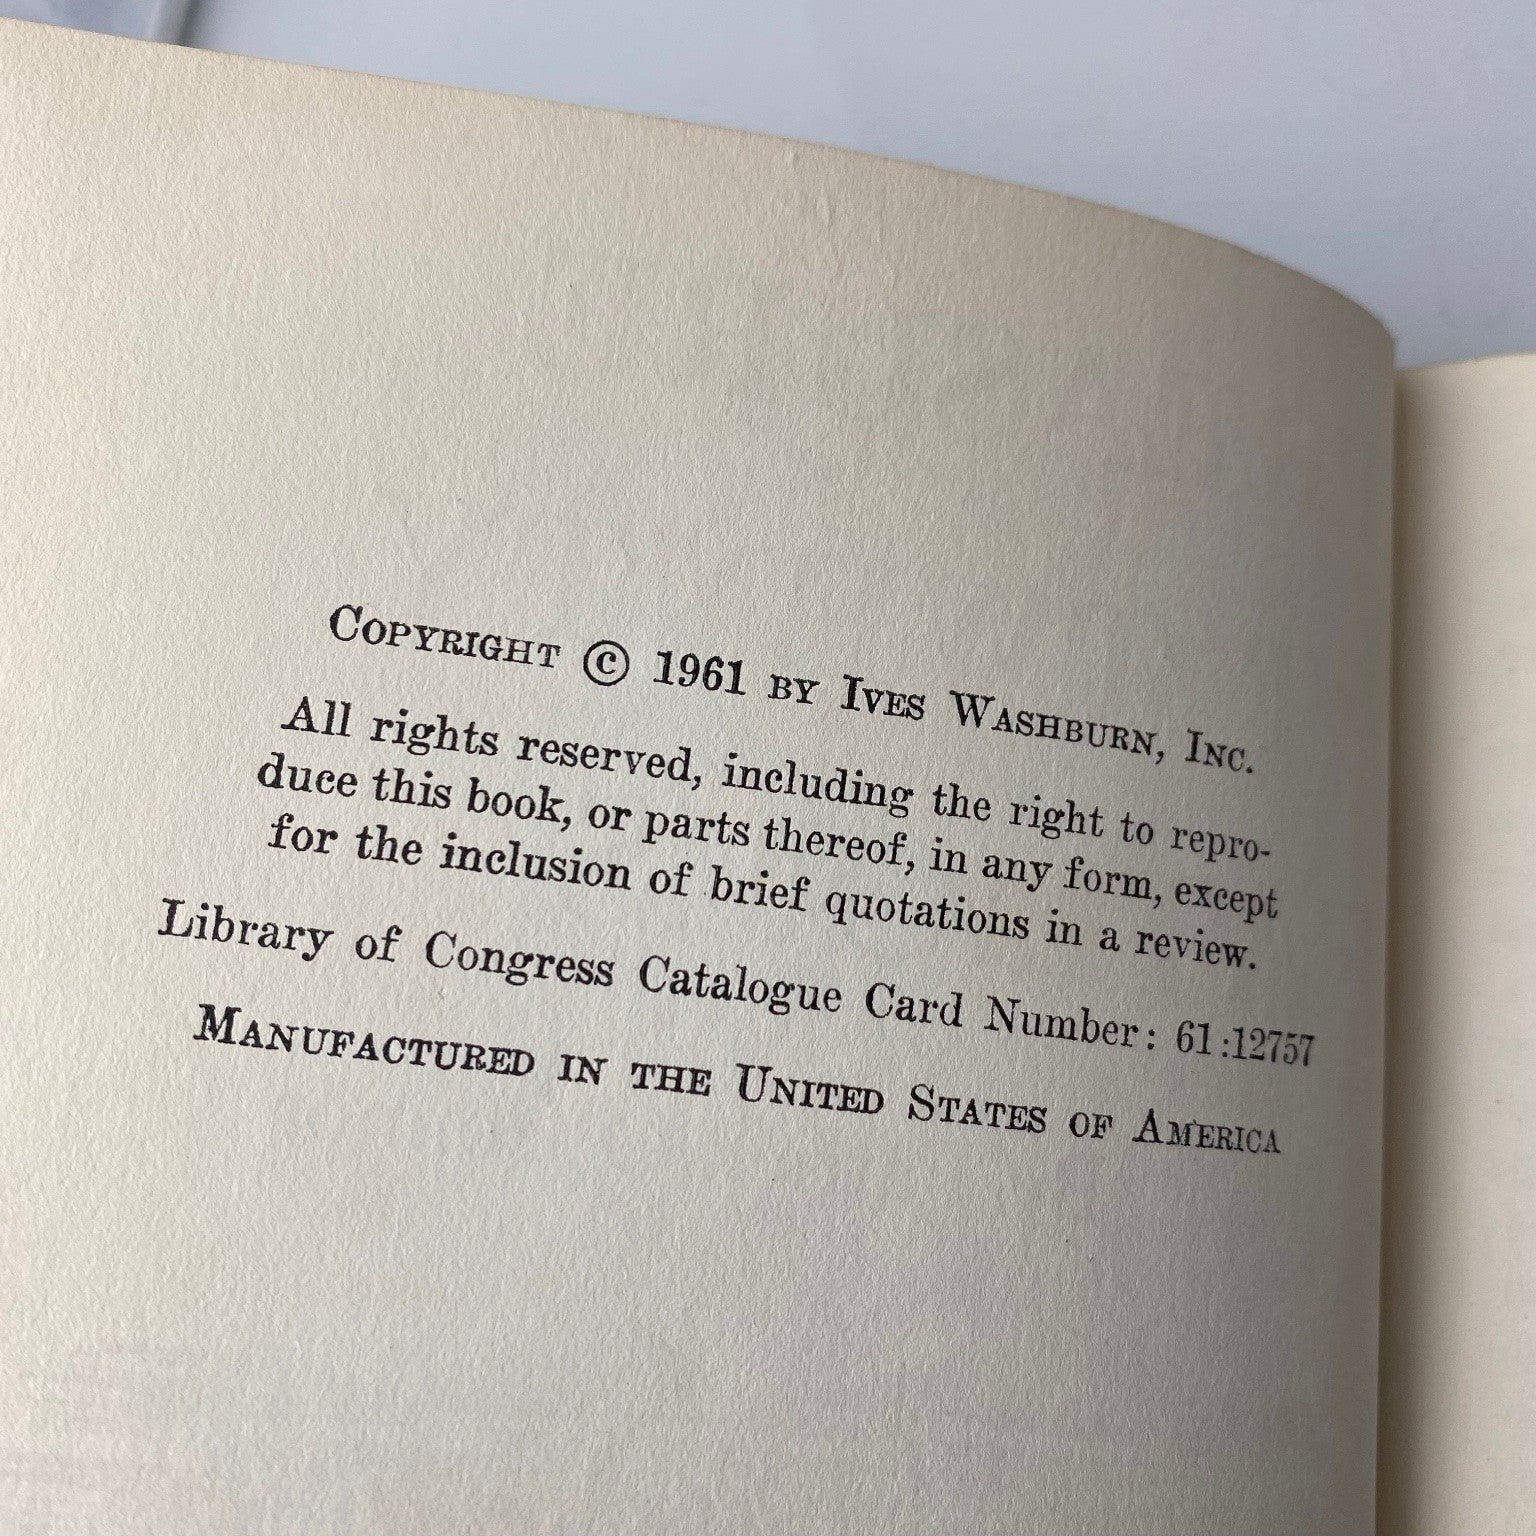 COPYRIGHT © 1961 BY IVES WASHBURN, INC.
All rights reserved, including the right to repro-
duce this book, or parts thereof, in any form, except
for the inclusion of brief quotations in a review.
Library of Congress Catalogue Card Number: 61:12757
MANUFACTURED IN THE UNITED STATES OF AMERICA